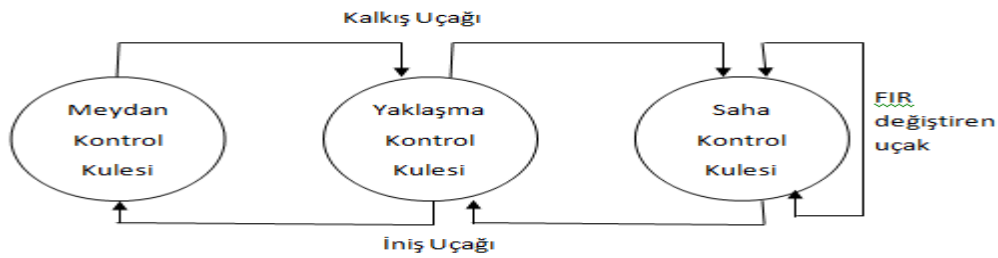 Kalkış Uçağı
Meydan
Kontrol
Kulesi
Yaklaşma
Kontrol
Kulesi
Saha
Kontrol
Kulesi
FIR
değiştiren
uçak
İniş Uçağı